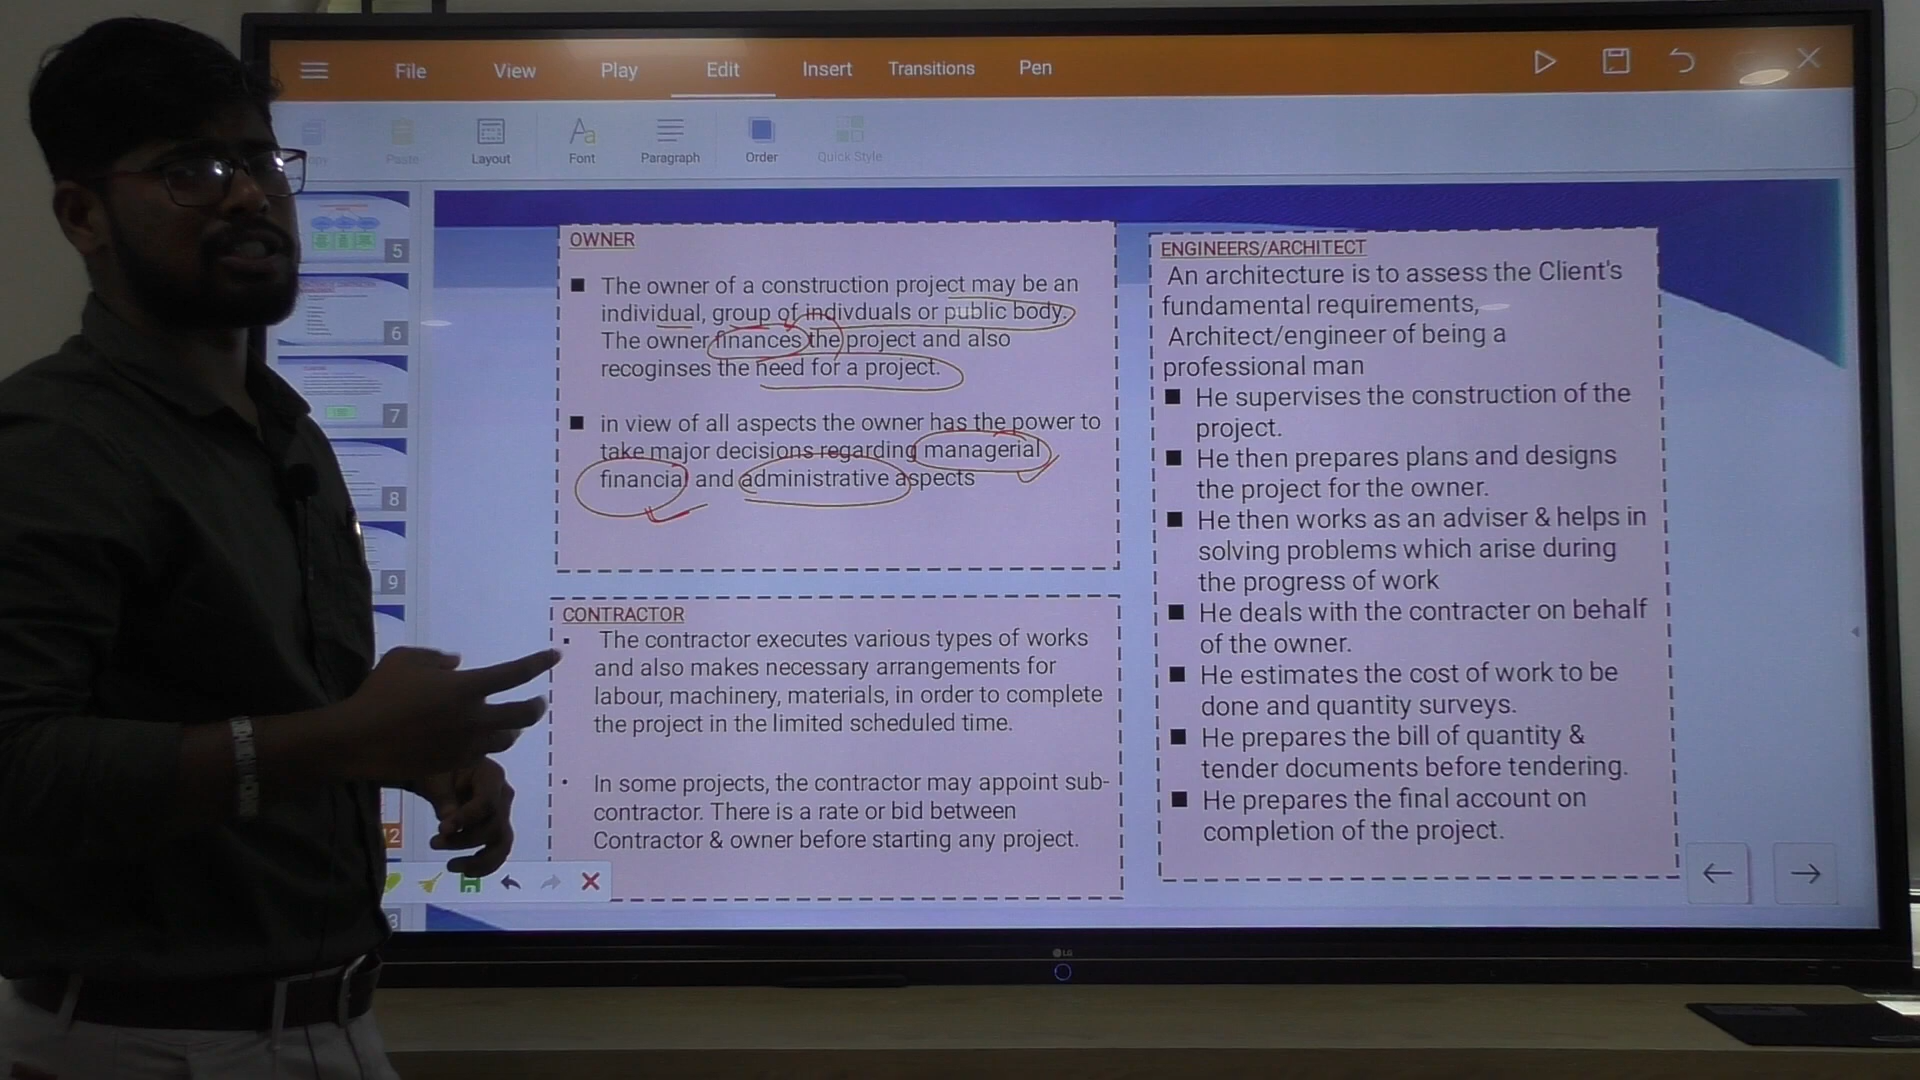 File View Play Edit Insert Transitions Pen
Paste Layout Font Paragraph Order Quick Style
5
6
7
8
9
12
OWNER
■ The owner of a construction project may be an
individual, group of indivduals or public body.
The owner finances the project and also
recoginses the need for a project.
■ in view of all aspects the owner has the power to
take major decisions regarding managerial
financial and administrative aspects
CONTRACTOR
▪ The contractor executes various types of works
and also makes necessary arrangements for
labour, machinery, materials, in order to complete
the project in the limited scheduled time.
• In some projects, the contractor may appoint sub-
contractor. There is a rate or bid between
Contractor & owner before starting any project.
ENGINEERS/ARCHITECT
An architecture is to assess the Client's
fundamental requirements,
Architect/engineer of being a
professional man
■ He supervises the construction of the
project.
■ He then prepares plans and designs
the project for the owner.
■ He then works as an adviser & helps in
solving problems which arise during
the progress of work
■ He deals with the contracter on behalf
of the owner.
■ He estimates the cost of work to be
done and quantity surveys.
■ He prepares the bill of quantity &
tender documents before tendering.
■ He prepares the final account on
completion of the project.
LG